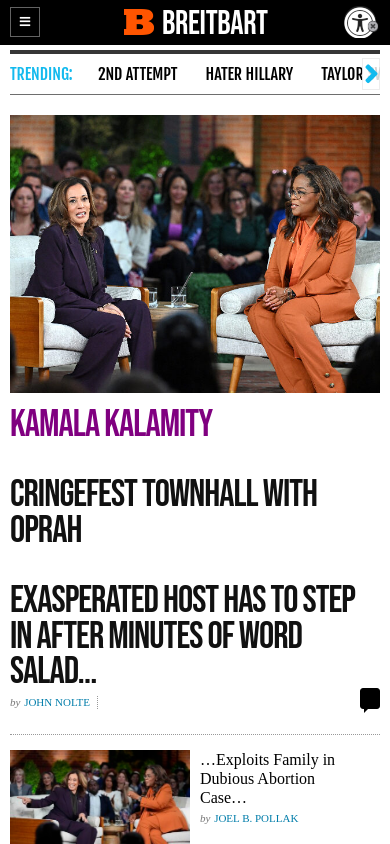 BREITBART
TRENDING: 2ND ATTEMPT HATER HILLARY TAYLOR
KAMALA KALAMITY
CRINGEFEST TOWNHALL WITH
OPRAH
EXASPERATED HOST HAS TO STEP
IN AFTER MINUTES OF WORD
SALAD…
by JOHN NOLTE
…Exploits Family in
Dubious Abortion
Case…
by JOEL B. POLLAK